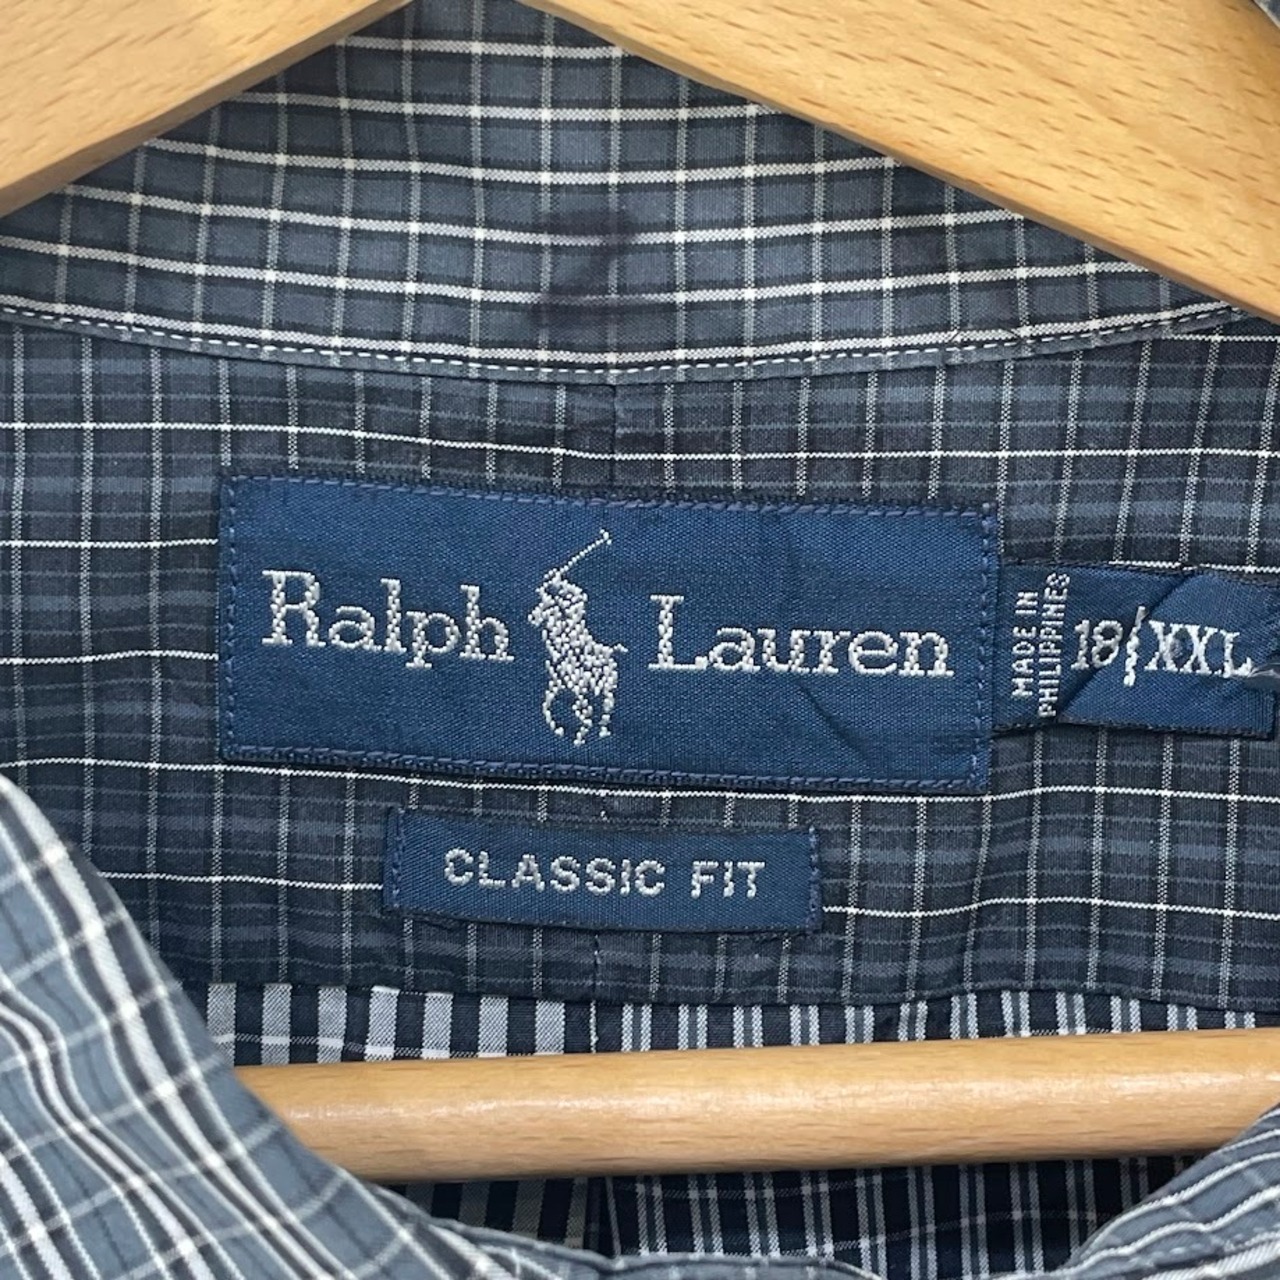 Ralph Lauren
MADE IN
PHILIPPINES
18/XXL
CLASSIC FIT